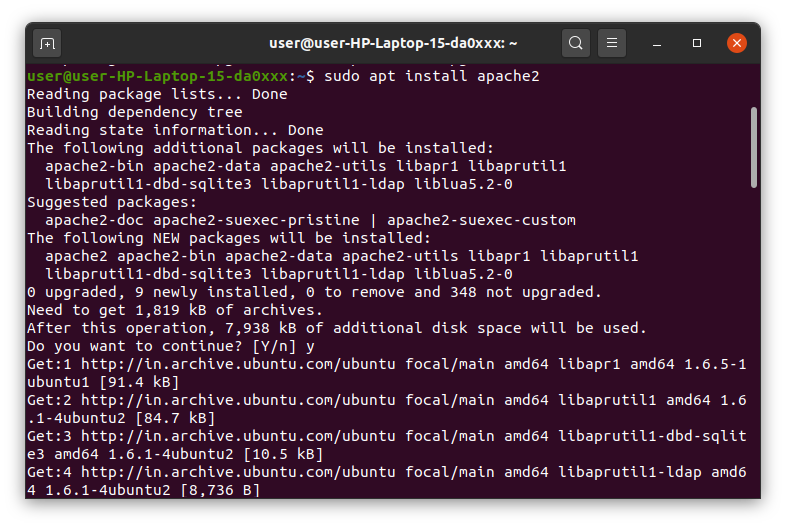 user@user-HP-Laptop-15-da0xxx: ~
user@user-HP-Laptop-15-da0xxx:~$ sudo apt install apache2
Reading package lists... Done
Building dependency tree
Reading state information... Done
The following additional packages will be installed:
  apache2-bin apache2-data apache2-utils libapr1 libaprutil1
  libaprutil1-dbd-sqlite3 libaprutil1-ldap liblua5.2-0
Suggested packages:
  apache2-doc apache2-suexec-pristine | apache2-suexec-custom
The following NEW packages will be installed:
  apache2 apache2-bin apache2-data apache2-utils libapr1 libaprutil1
  libaprutil1-dbd-sqlite3 libaprutil1-ldap liblua5.2-0
0 upgraded, 9 newly installed, 0 to remove and 348 not upgraded.
Need to get 1,819 kB of archives.
After this operation, 7,938 kB of additional disk space will be used.
Do you want to continue? [Y/n] y
Get:1 http://in.archive.ubuntu.com/ubuntu focal/main amd64 libapr1 amd64 1.6.5-1
ubuntu1 [91.4 kB]
Get:2 http://in.archive.ubuntu.com/ubuntu focal/main amd64 libaprutil1 amd64 1.6
.1-4ubuntu2 [84.7 kB]
Get:3 http://in.archive.ubuntu.com/ubuntu focal/main amd64 libaprutil1-dbd-sqlit
e3 amd64 1.6.1-4ubuntu2 [10.5 kB]
Get:4 http://in.archive.ubuntu.com/ubuntu focal/main amd64 libaprutil1-ldap amd6
4 1.6.1-4ubuntu2 [8,736 B]